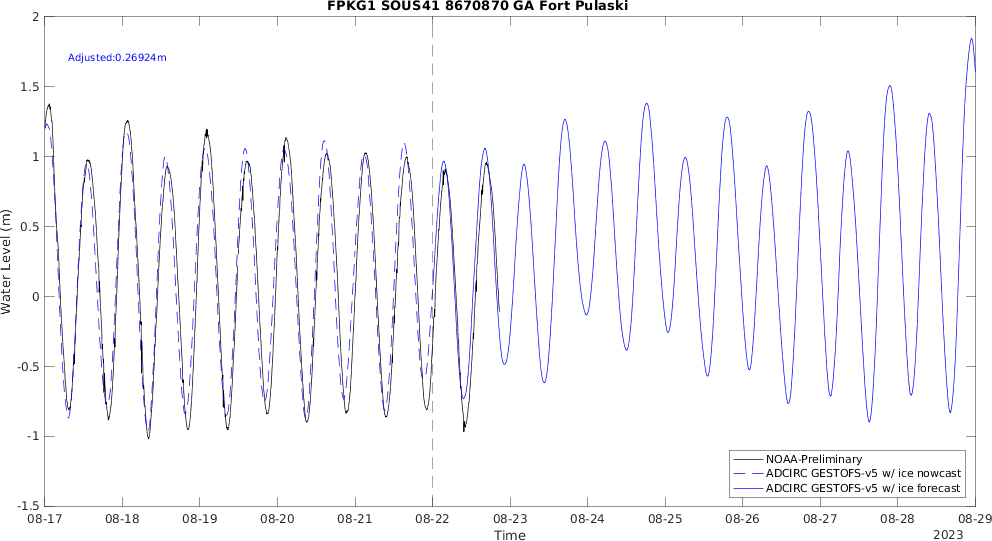 FPKG1 SOUS41 8670870 GA Fort Pulaski
Adjusted:0.26924m
Water Level (m)
2
1.5
1
0.5
0
-0.5
-1
-1.5
NOAA-Preliminary
ADCIRC GESTOFS-v5 w/ ice nowcast
ADCIRC GESTOFS-v5 w/ ice forecast
08-17 08-18 08-19 08-20 08-21 08-22 08-23 08-24 08-25 08-26 08-27 08-28 08-29
Time
2023